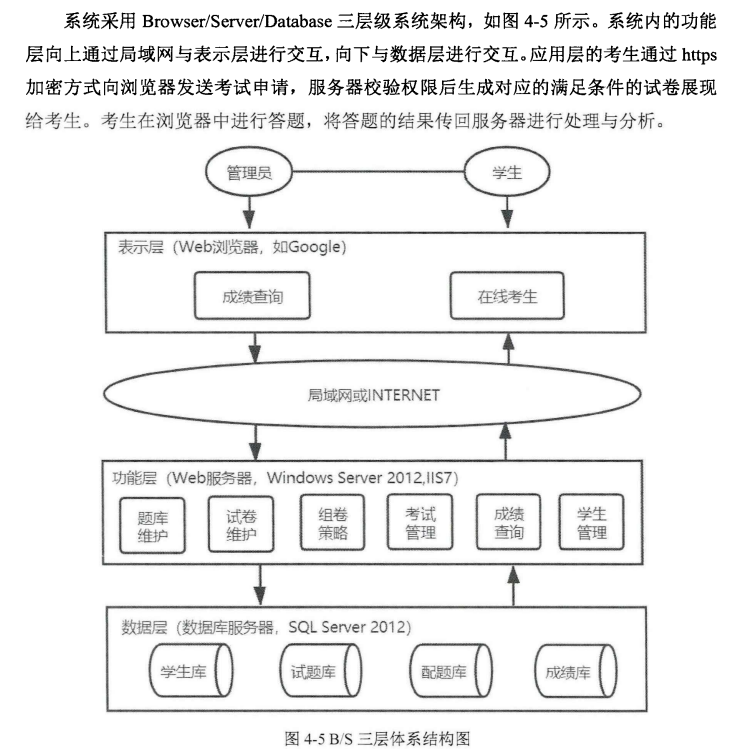 系统采用 Browser/Server/Database 三层级系统架构，如图 4-5 所示。系统内的功能
层向上通过局域网与表示层进行交互，向下与数据层进行交互。应用层的考生通过 https
加密方式向浏览器发送考试申请，服务器校验权限后生成对应的满足条件的试卷展现
给考生。考生在浏览器中进行答题，将答题的结果传回服务器进行处理与分析。
管理员 学生
表示层（Web浏览器，如Google）
成绩查询 在线考生
局域网或INTERNET
功能层（Web服务器，Windows Server 2012,IIS7）
题库 试卷 组卷 考试 成绩 学生
维护 维护 策略 管理 查询 管理
数据层（数据库服务器，SQL Server 2012）
学生库 试题库 配题库 成绩库
图 4-5 B/S 三层体系结构图